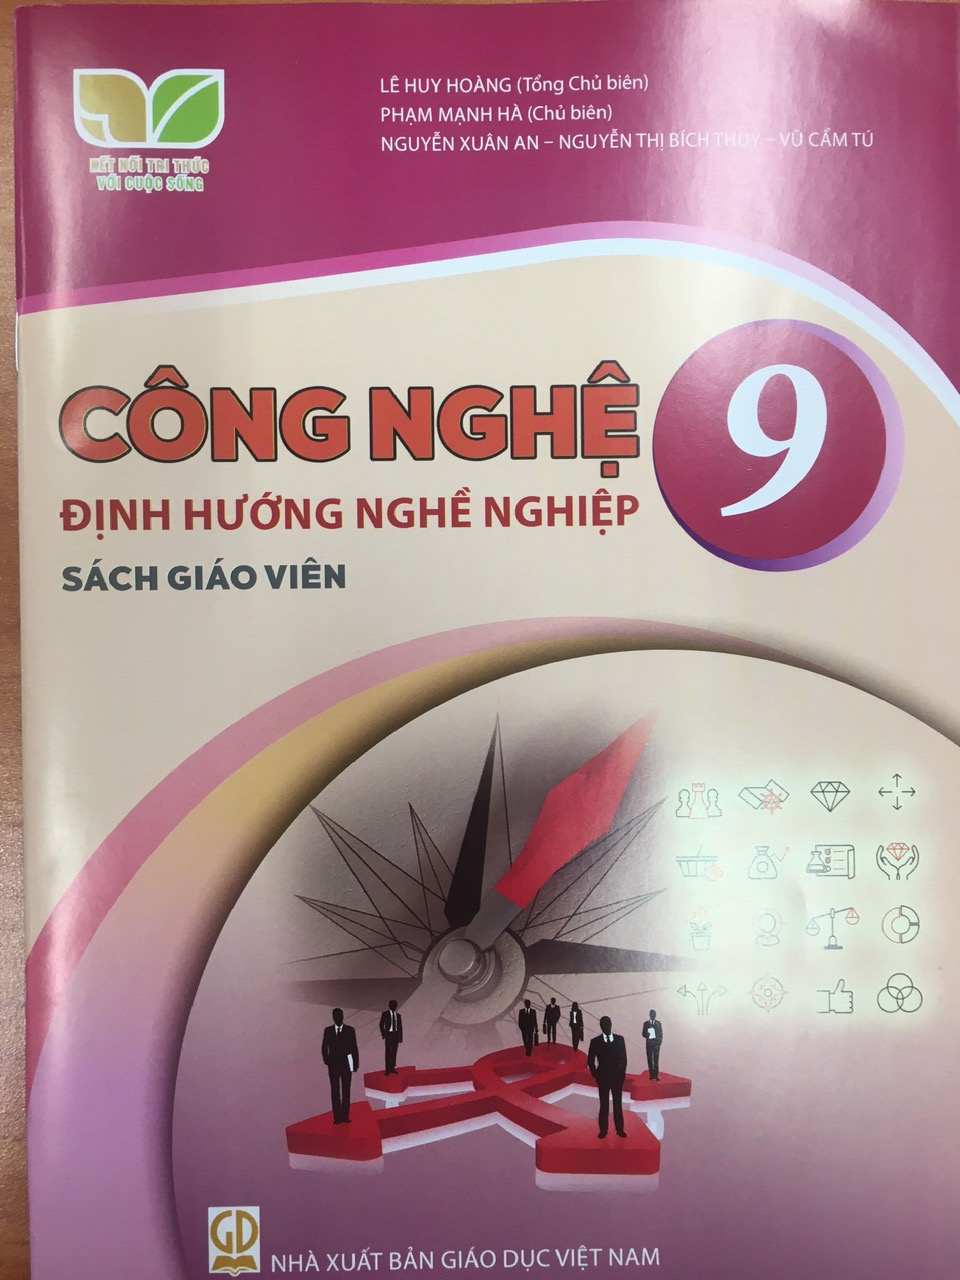 LÊ HUY HOÀNG (Tổng Chủ biên)
PHẠM MẠNH HÀ (Chủ biên)
NGUYỄN XUÂN AN – NGUYỄN THỊ BÍCH THUỶ – VŨ CẨM TÚ
KẾT NỐI TRI THỨC
VỚI CUỘC SỐNG
CÔNG NGHỆ 9
ĐỊNH HƯỚNG NGHỀ NGHIỆP
SÁCH GIÁO VIÊN
GD
NHÀ XUẤT BẢN GIÁO DỤC VIỆT NAM